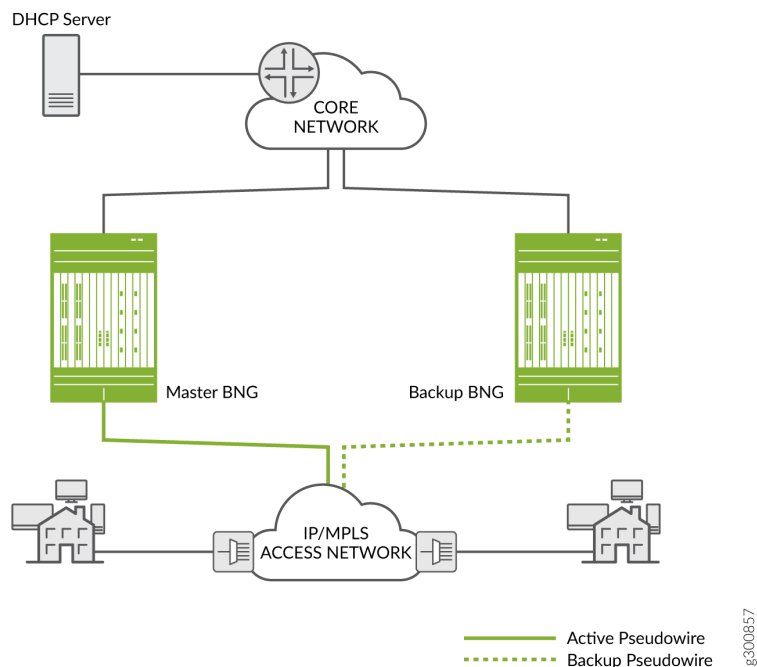 DHCP Server
CORE
NETWORK
Master BNG
Backup BNG
IP/MPLS
ACCESS NETWORK
Active Pseudowire
Backup Pseudowire
g300857